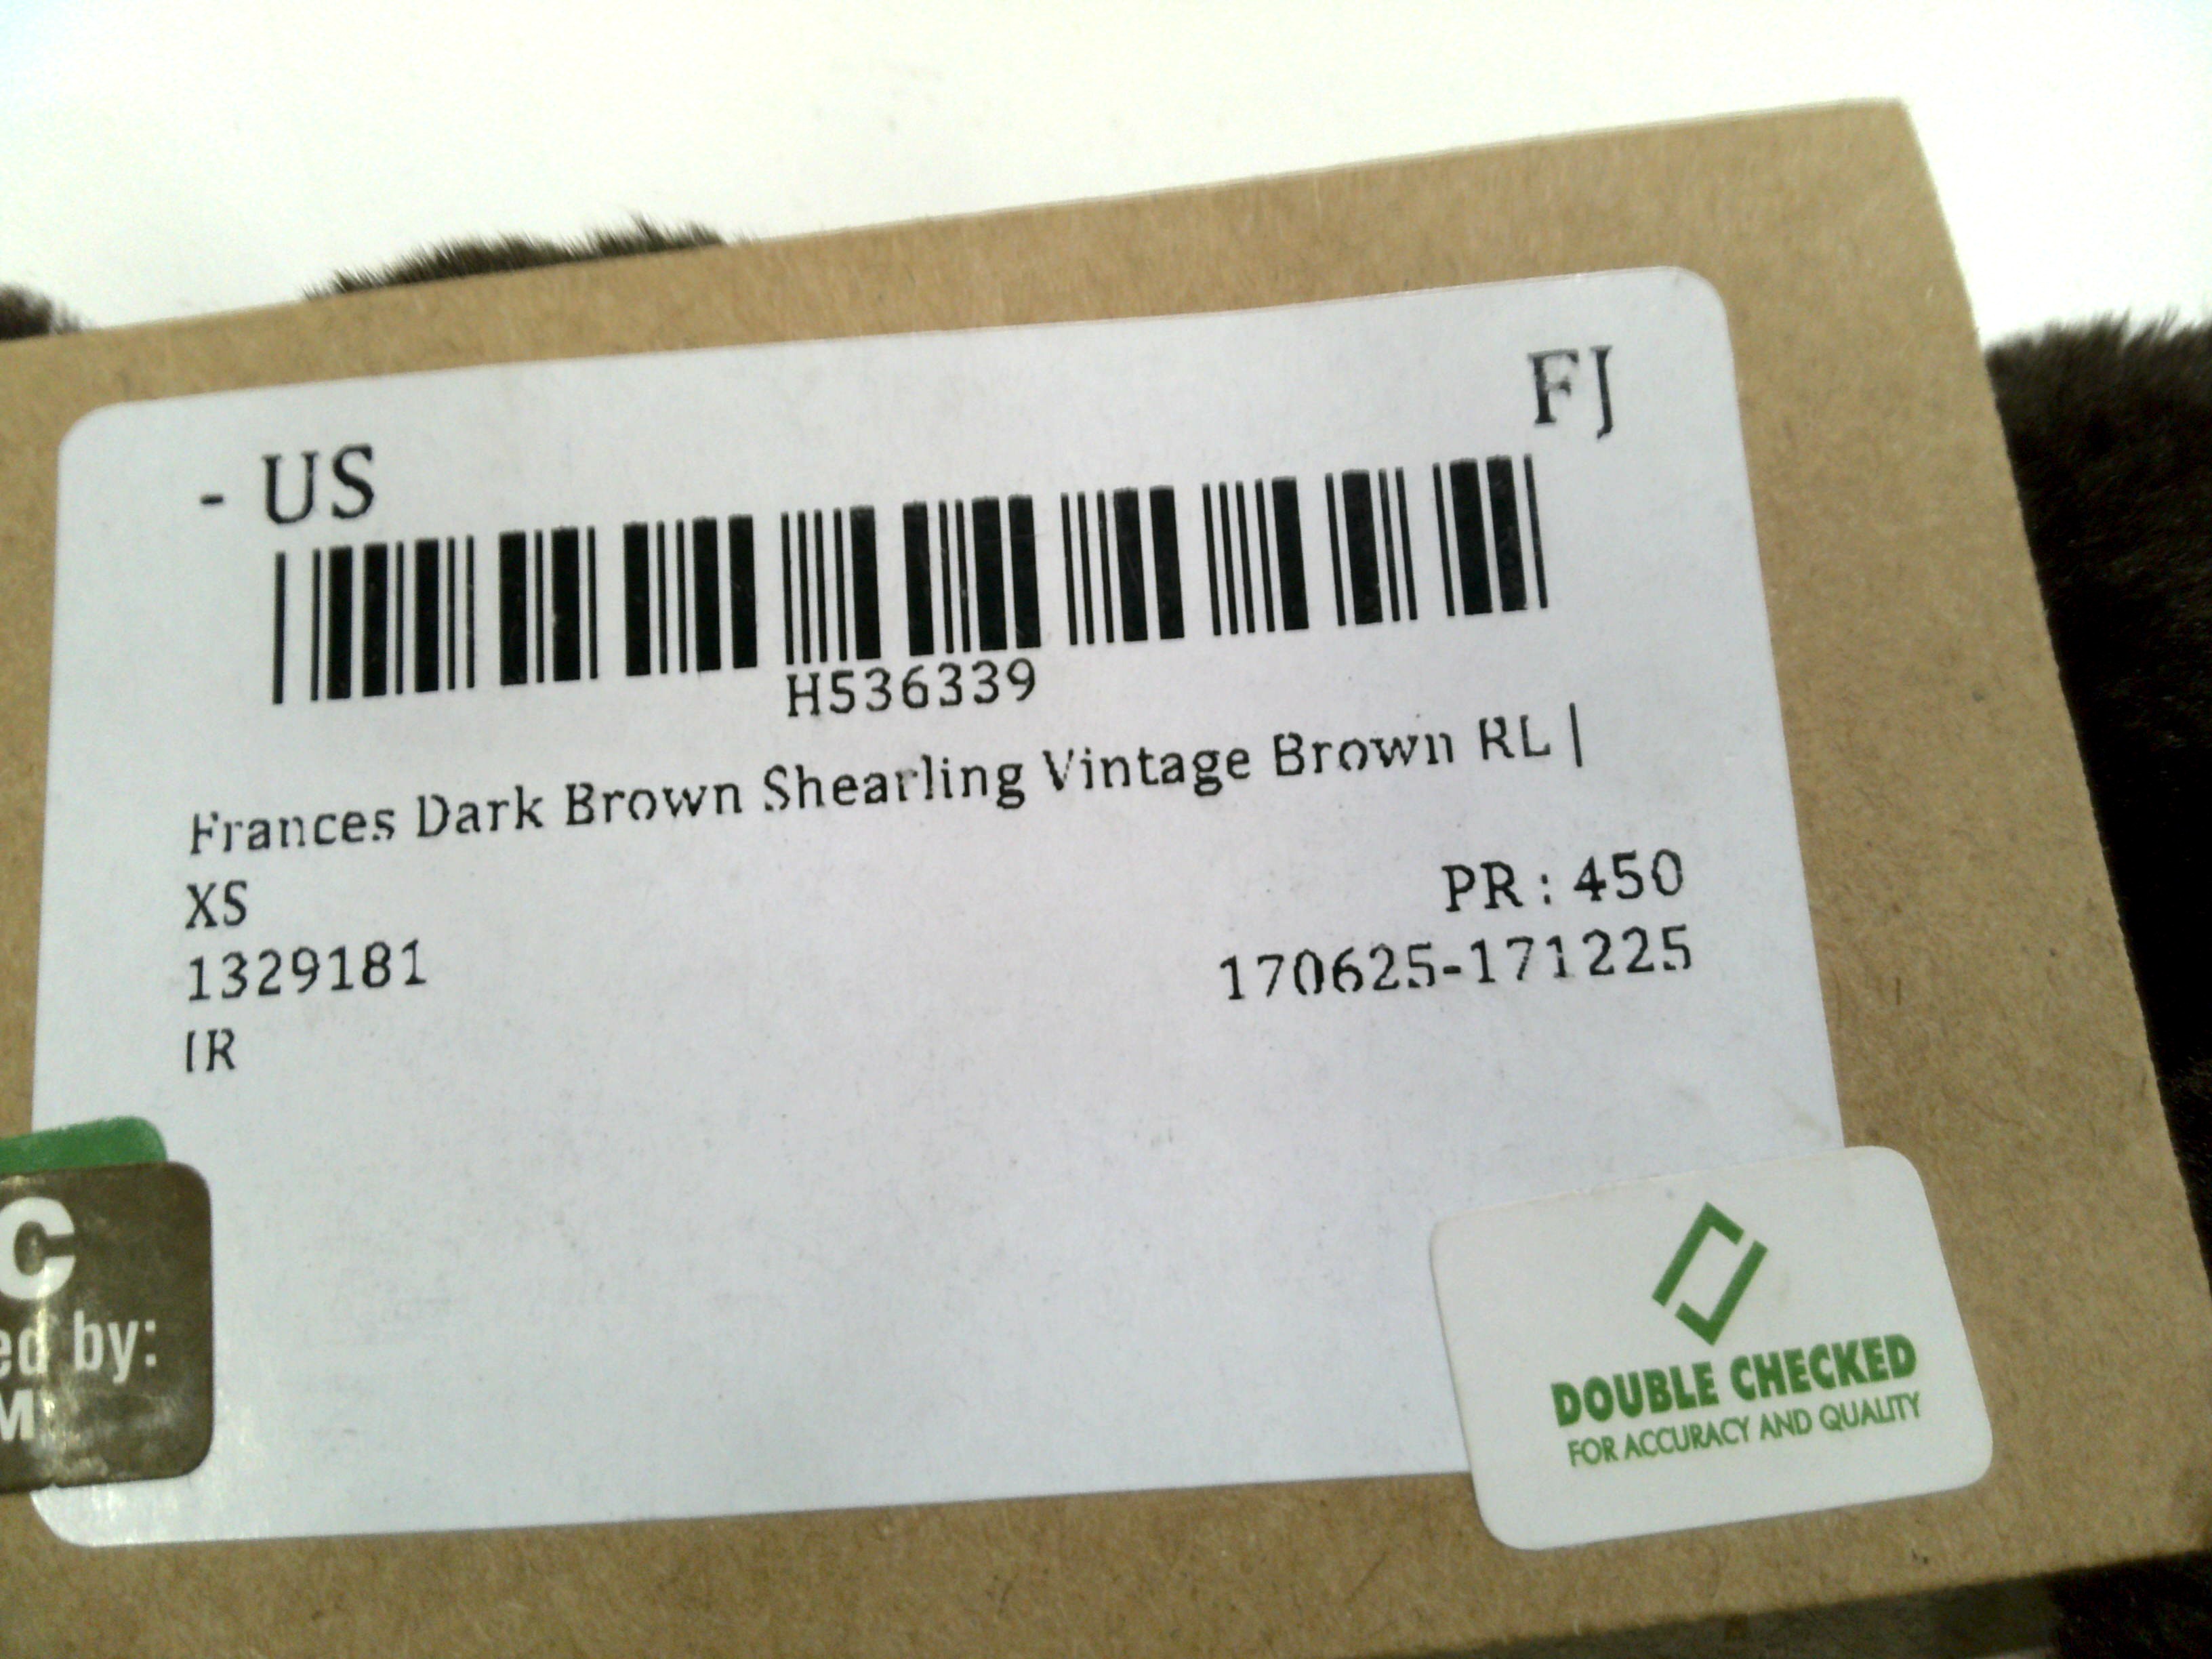 - US FJ
H536339
Frances Dark Brown Shearling Vintage Brown RL |
XS PR : 450
1329181 170625-171225
IR
C
ed by:
M
DOUBLE CHECKED
FOR ACCURACY AND QUALITY